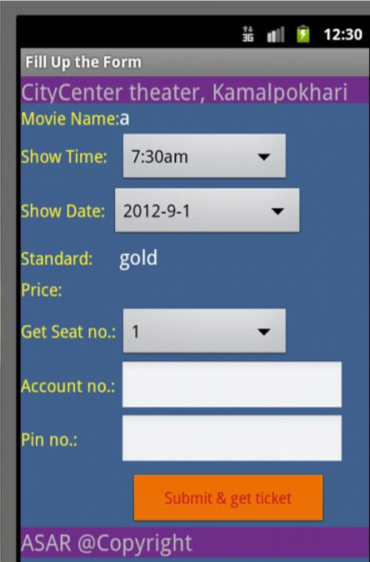 3G 12:30
Fill Up the Form
CityCenter theater, Kamalpokhari
Movie Name:a
Show Time: 7:30am
Show Date: 2012-9-1
Standard: gold
Price:
Get Seat no.: 1
Account no.:
Pin no.:
Submit & get ticket
ASAR @Copyright